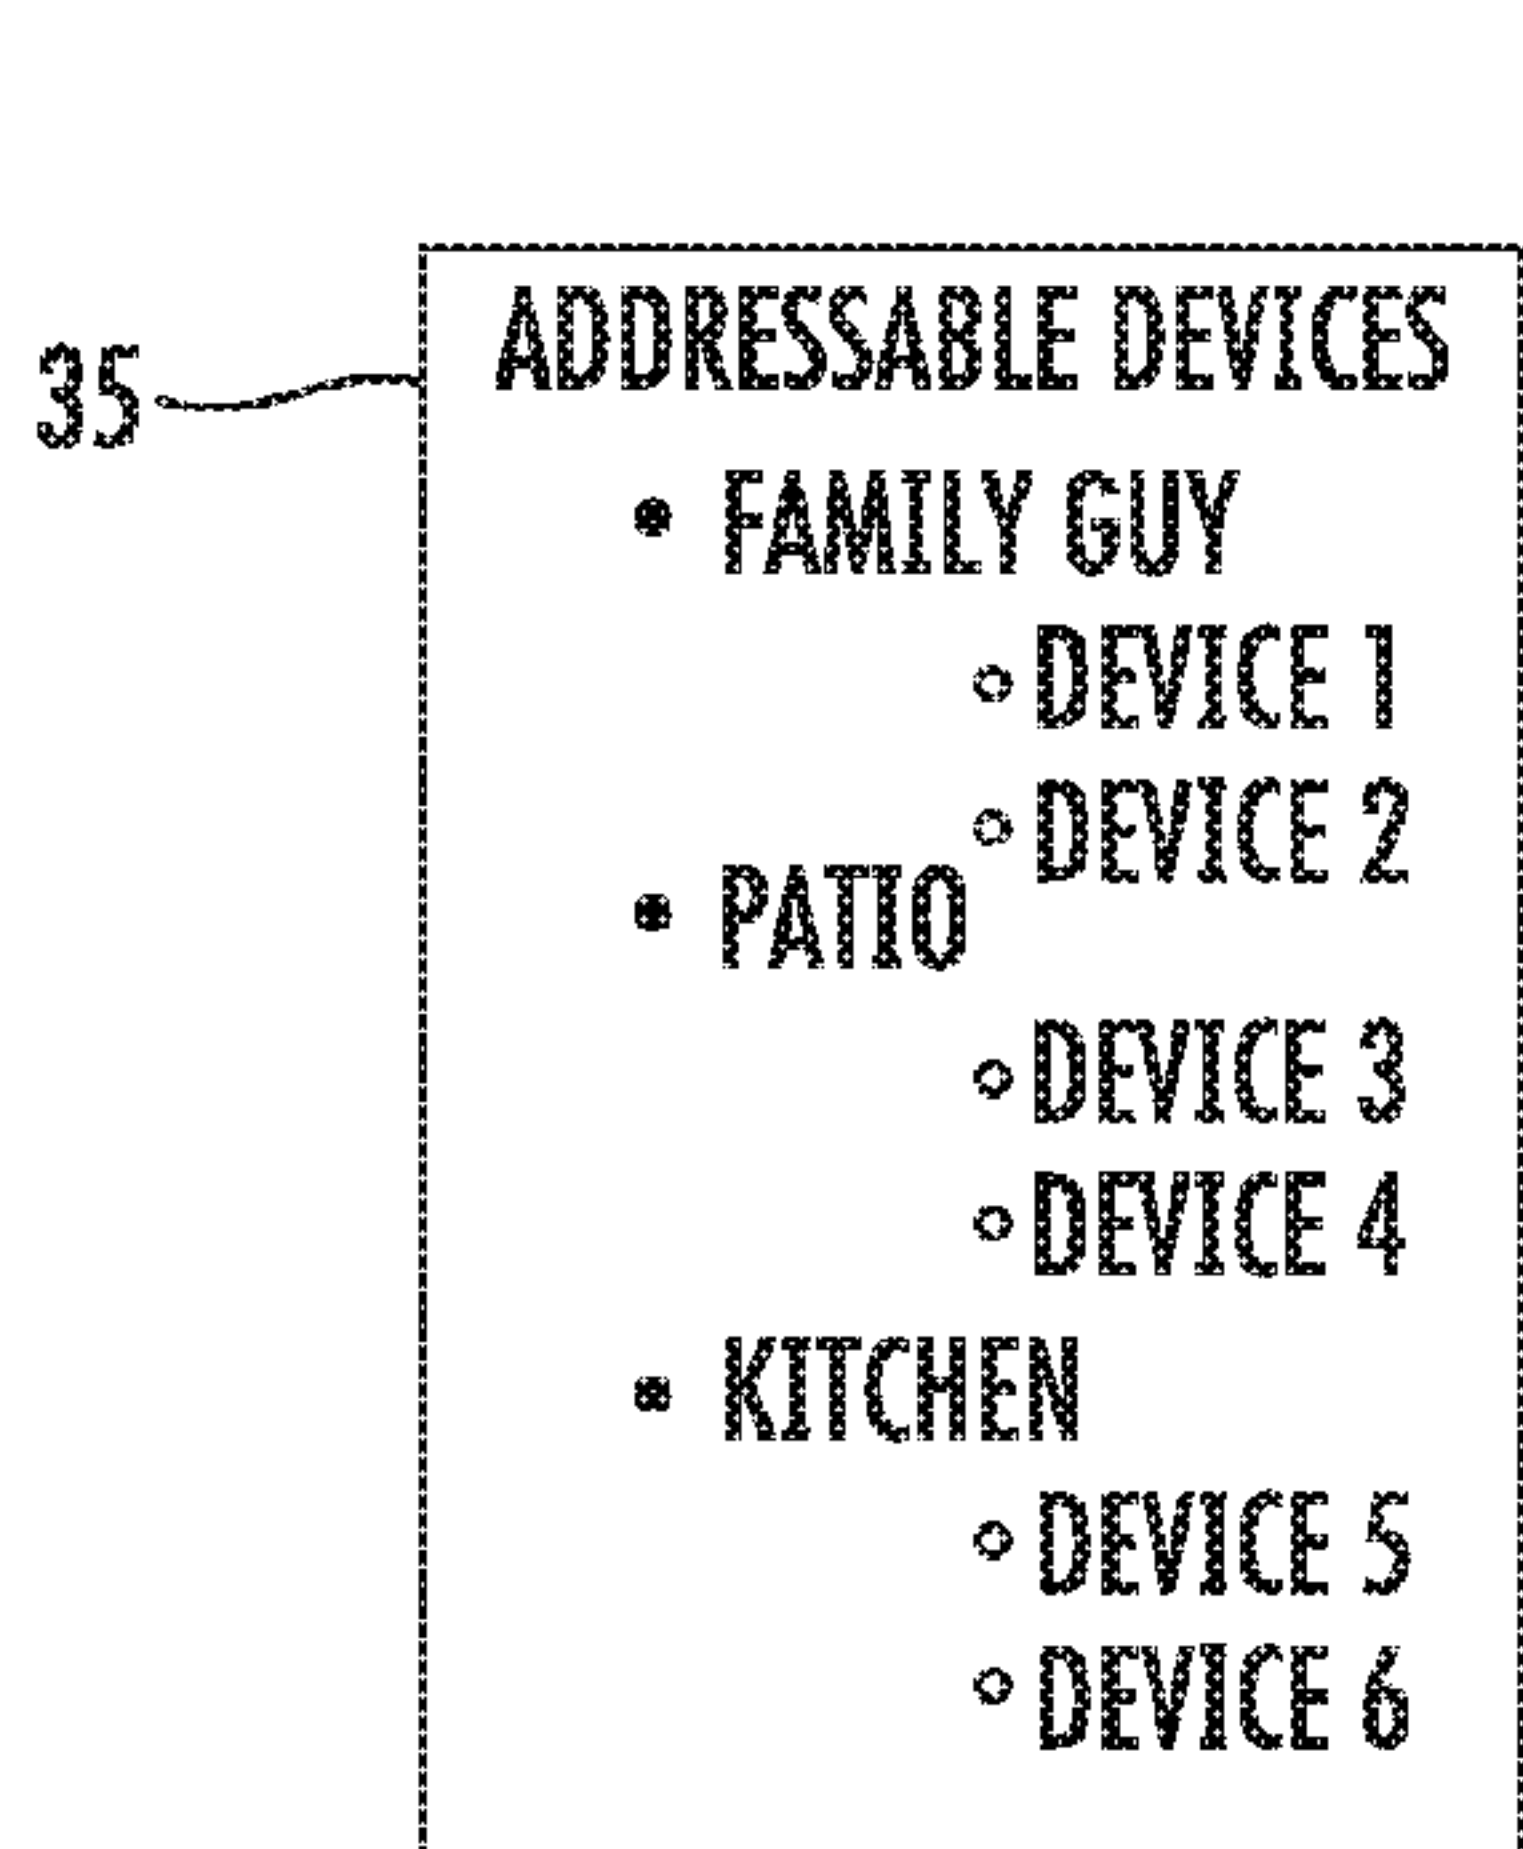 ADDRESSABLE DEVICES
35
• FAMILY GUY
○ DEVICE 1
○ DEVICE 2
• PATIO
○ DEVICE 3
○ DEVICE 4
• KITCHEN
○ DEVICE 5
○ DEVICE 6